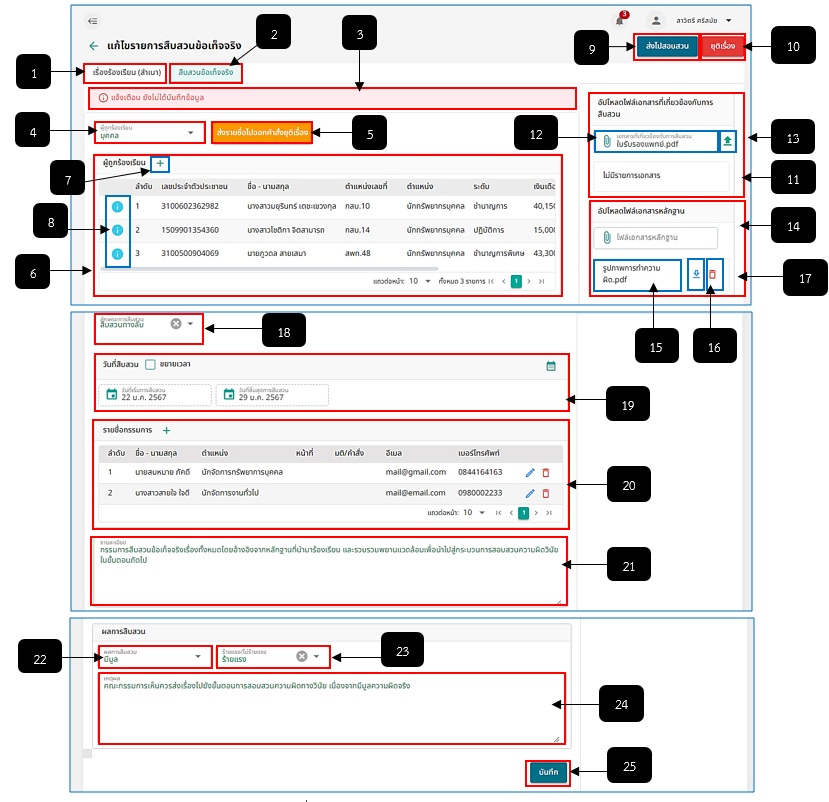 3
สาวิตรี ศรีสมัย
แก้ไขรายการสืบสวนข้อเท็จจริง
ส่งไปสอบสวน
ยุติเรื่อง
เรื่องร้องเรียน (สำเนา)
สืบสวนข้อเท็จจริง
แจ้งเตือน ยังไม่ได้บันทึกข้อมูล
ผู้ถูกร้องเรียน
บุคคล
ส่งรายชื่อไปออกคำสั่งยุติเรื่อง
ผู้ถูกร้องเรียน +
ลำดับ เลขประจำตัวประชาชน ชื่อ - นามสกุล ตำแหน่งเลขที่ ตำแหน่ง ระดับ เงินเดือ
1 3100602362982 นางสาวมยุรินทร์ เตชะเชวงกุล กสม.10 นักทรัพยากรบุคคล ชำนาญการ 40,150
2 1509901354360 นางสาวโชติกา จิตสามารถ กสม.14 นักทรัพยากรบุคคล ปฏิบัติการ 15,000
3 3100500904069 นายภูวดล สายเสมา สพก.48 นักทรัพยากรบุคคล ชำนาญการพิเศษ 43,300
แถวต่อหน้า: 10 ทั้งหมด 3 รายการ 1
อัปโหลดไฟล์เอกสารที่เกี่ยวข้องกับการ
สืบสวน
เอกสารที่เกี่ยวข้องกับการสืบสวน
ใบรับรองแพทย์.pdf
ไม่มีรายการเอกสาร
อัปโหลดไฟล์เอกสารหลักฐาน
ไฟล์เอกสารหลักฐาน
รูปภาพการทำความ
ผิด.pdf
1
2
3
4
5
6
7
8
9
10
11
12
13
14
15
16
17
ลักษณะการสืบสวน
สืบสวนทางลับ
18
วันที่สืบสวน ขยายเวลา
วันที่เริ่มการสืบสวน
22 ม.ค. 2567
วันที่สิ้นสุดการสืบสวน
29 ม.ค. 2567
19
รายชื่อกรรมการ +
ลำดับ ชื่อ - นามสกุล ตำแหน่ง หน้าที่ มติ/คำสั่ง อีเมล เบอร์โทรศัพท์
1 นายสมหมาย ภักดี นักจัดการทรัพยากรบุคคล mail@gmail.com 0844164163
2 นางสาวสายใจ ใจดี นักจัดการงานทั่วไป mail@email.com 0980002233
แถวต่อหน้า: 10 1
20
รายละเอียด
กรรมการสืบสวนข้อเท็จจริงเรื่องทั้งหมดโดยอ้างอิงจากหลักฐานที่นำมาร้องเรียน และรวบรวมพยานแวดล้อมเพื่อนำไปสู่กระบวนการสอบสวนความผิดวินัย
ในขั้นตอนถัดไป
21
ผลการสืบสวน
ผลการสืบสวน
มีมูล
ร้ายแรง/ไม่ร้ายแรง
ร้ายแรง
22
23
เหตุผล
คณะกรรมการเห็นควรส่งเรื่องไปยังขั้นตอนการสอบสวนความผิดทางวินัย เนื่องจากมีมูลความผิดจริง
24
บันทึก
25